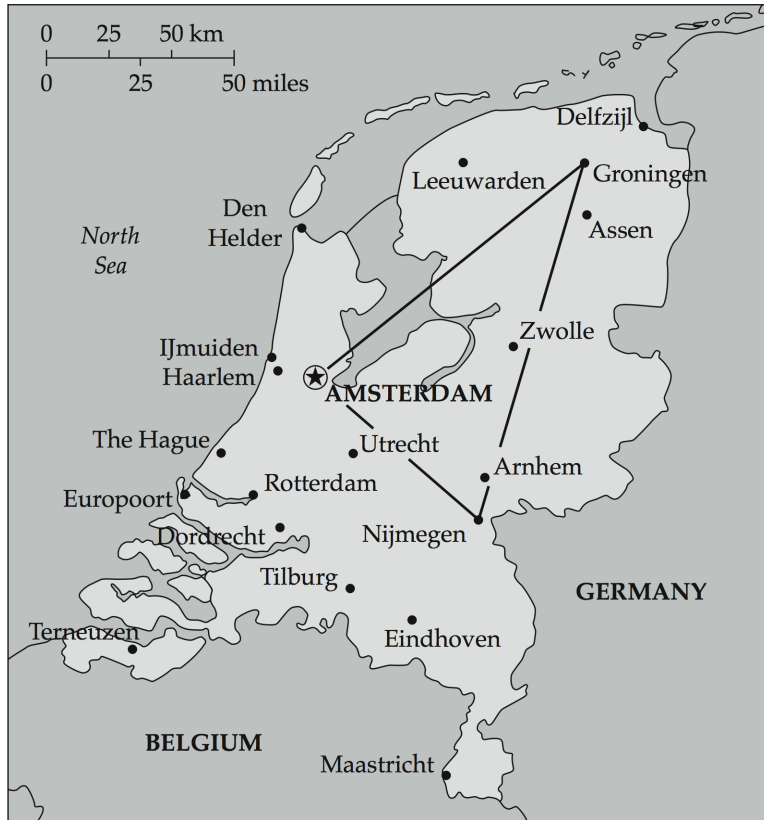 0 25 50 km
0 25 50 miles
Delfzijl
Leeuwarden
Groningen
Den
Helder
Assen
North
Sea
Zwolle
IJmuiden
Haarlem
AMSTERDAM
The Hague
Utrecht
Arnhem
Rotterdam
Europoort
Dordrecht
Nijmegen
Tilburg
GERMANY
Terneuzen
Eindhoven
BELGIUM
Maastricht